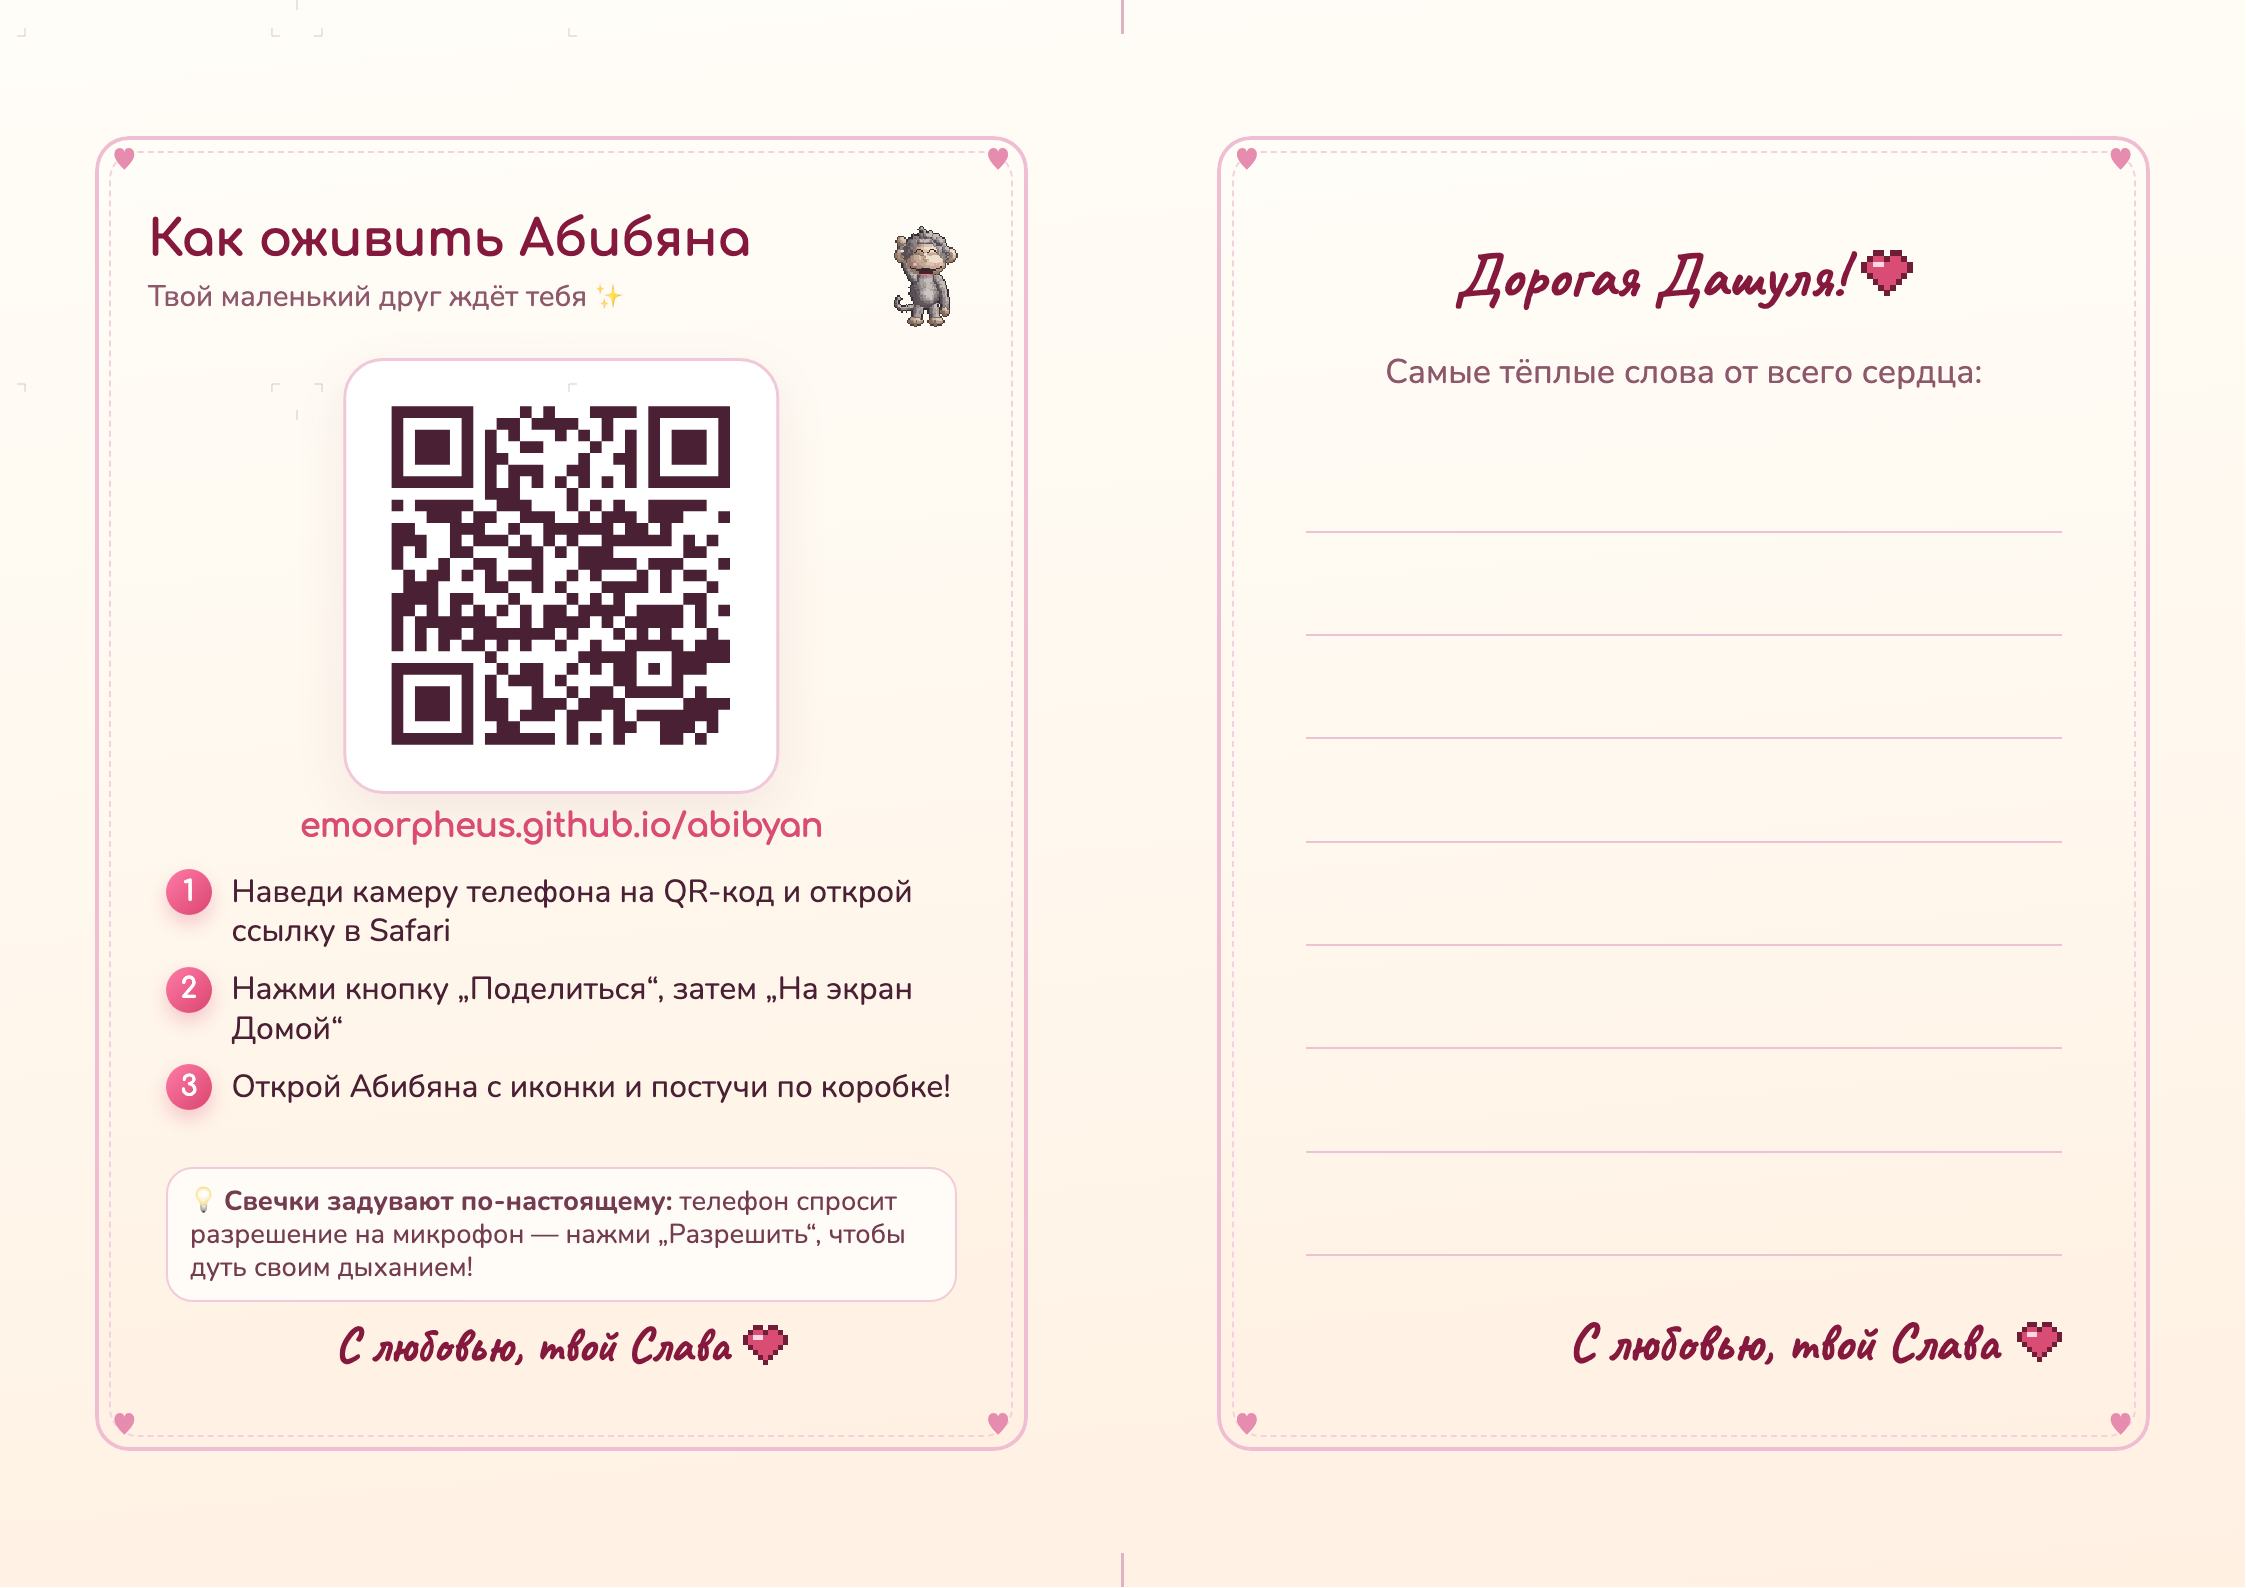 Как оживить Абибяна
Твой маленький друг ждёт тебя ✨
emoorpheus.github.io/abibyan
1 Наведи камеру телефона на QR-код и открой
ссылку в Safari
2 Нажми кнопку „Поделиться“, затем „На экран
Домой“
3 Открой Абибяна с иконки и постучи по коробке!
💡 Свечки задувают по-настоящему: телефон спросит
разрешение на микрофон — нажми „Разрешить“, чтобы
дуть своим дыханием!
С любовью, твой Слава
Дорогая Дашуля!
Самые тёплые слова от всего сердца:
С любовью, твой Слава